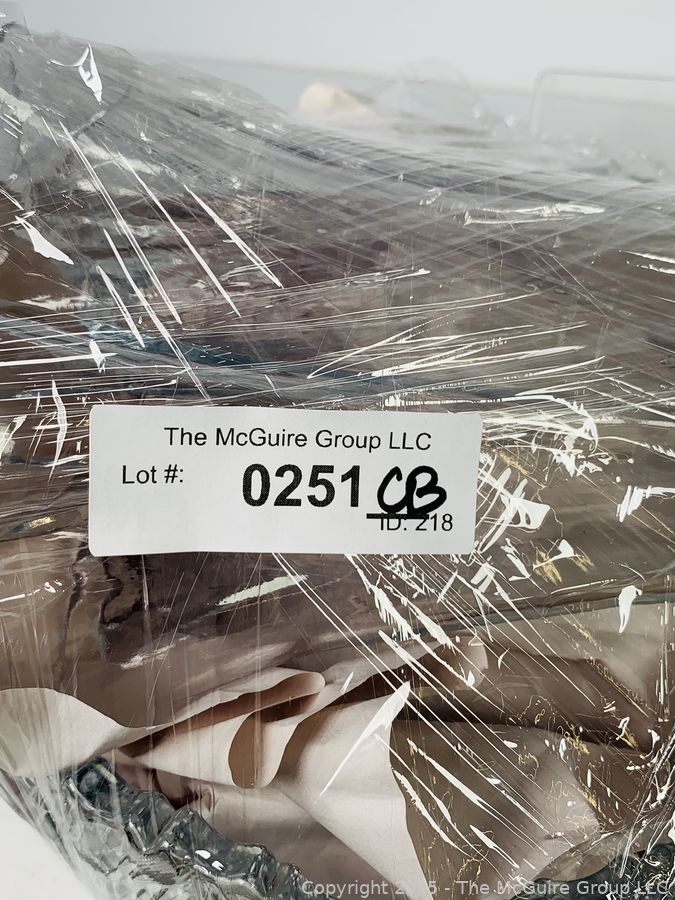 The McGuire Group LLC
Lot #: 0251 CB
ID: 218
Copyright 2025 - The McGuire Group LLC